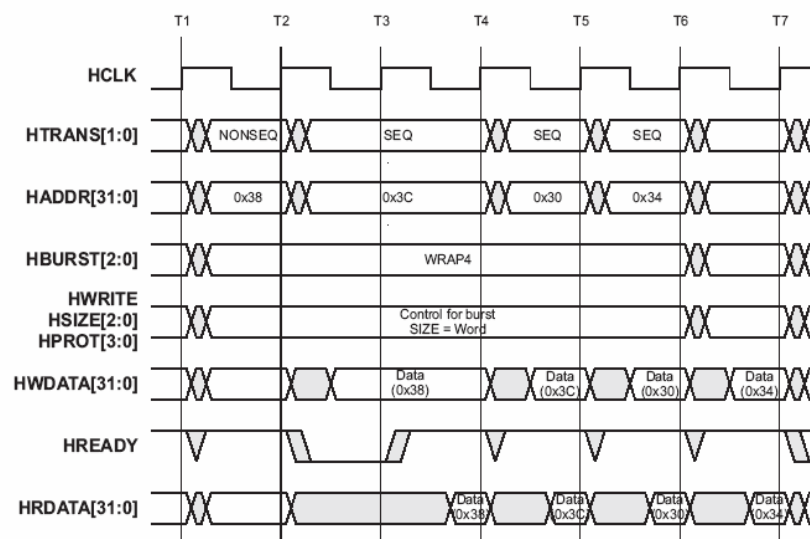 T1 T2 T3 T4 T5 T6 T7
HCLK
HTRANS[1:0] NONSEQ SEQ SEQ SEQ
HADDR[31:0] 0x38 0x3C 0x30 0x34
HBURST[2:0] WRAP4
HWRITE
HSIZE[2:0]
HPROT[3:0]
Control for burst
SIZE = Word
HWDATA[31:0]
Data
(0x38)
Data
(0x3C)
Data
(0x30)
Data
(0x34)
HREADY
HRDATA[31:0]
Data
(0x38)
Data
(0x3C)
Data
(0x30)
Data
(0x34)